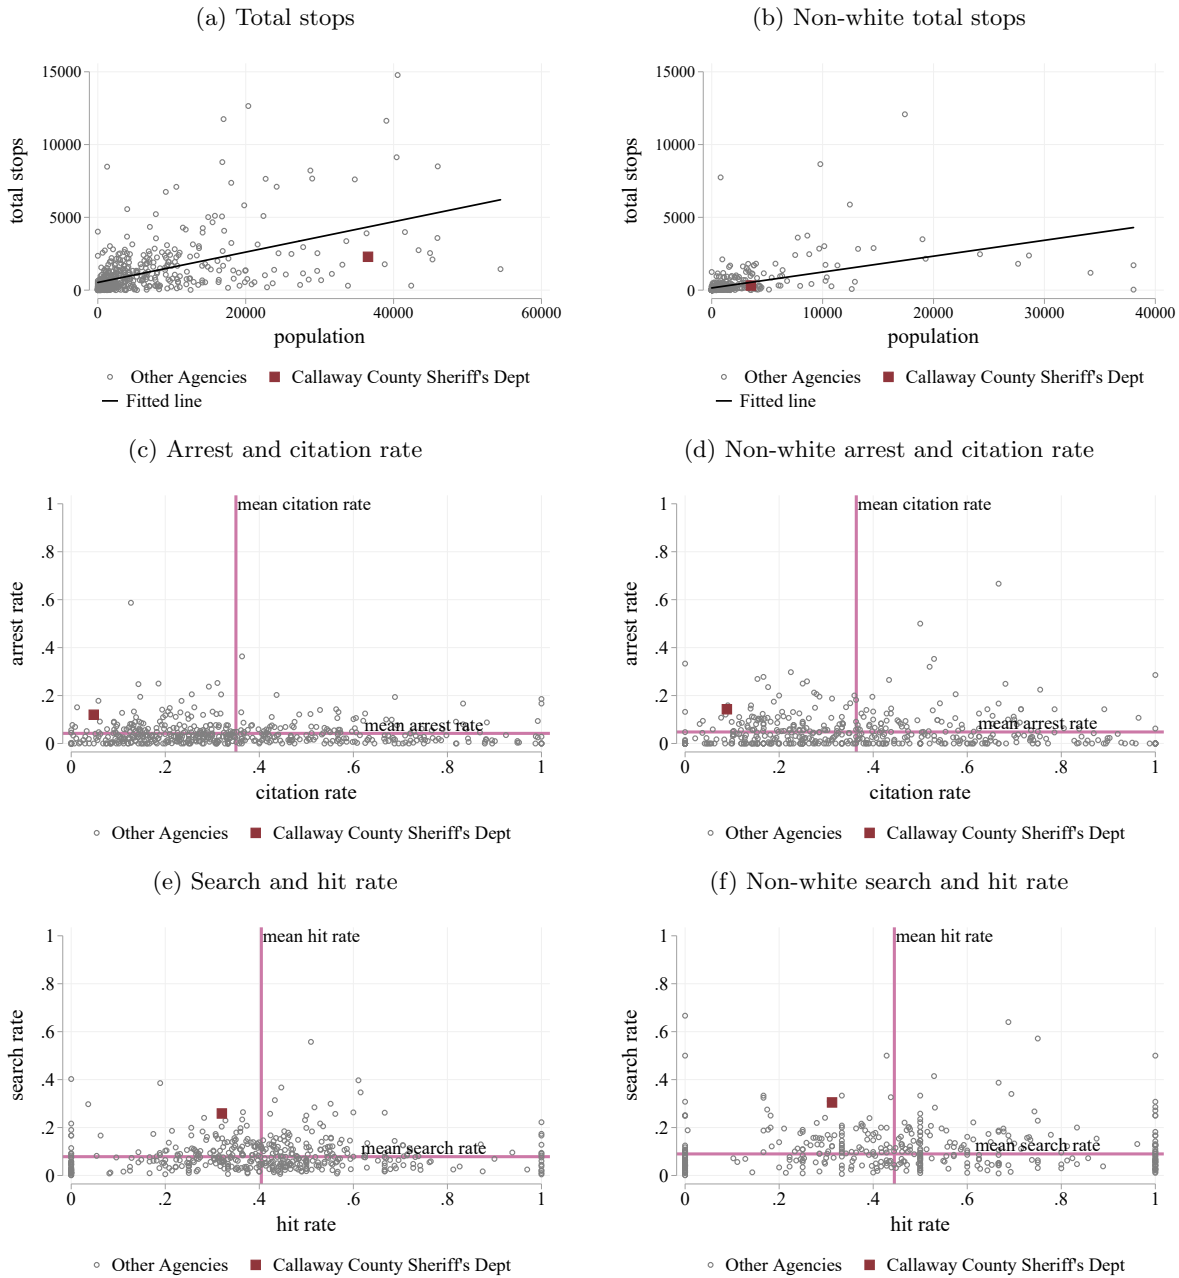 (a) Total stops
(b) Non-white total stops
15000
10000
5000
0
total stops
0 20000 40000 60000
population
Other Agencies Callaway County Sheriff's Dept
Fitted line
15000
10000
5000
0
total stops
0 10000 20000 30000 40000
population
Other Agencies Callaway County Sheriff's Dept
Fitted line
(c) Arrest and citation rate
(d) Non-white arrest and citation rate
1
.8
.6
.4
.2
0
arrest rate
mean citation rate
mean arrest rate
0 .2 .4 .6 .8 1
citation rate
Other Agencies Callaway County Sheriff's Dept
1
.8
.6
.4
.2
0
arrest rate
mean citation rate
mean arrest rate
0 .2 .4 .6 .8 1
citation rate
Other Agencies Callaway County Sheriff's Dept
(e) Search and hit rate
(f) Non-white search and hit rate
1
.8
.6
.4
.2
0
search rate
mean hit rate
mean search rate
0 .2 .4 .6 .8 1
hit rate
Other Agencies Callaway County Sheriff's Dept
1
.8
.6
.4
.2
0
search rate
mean hit rate
mean search rate
0 .2 .4 .6 .8 1
hit rate
Other Agencies Callaway County Sheriff's Dept